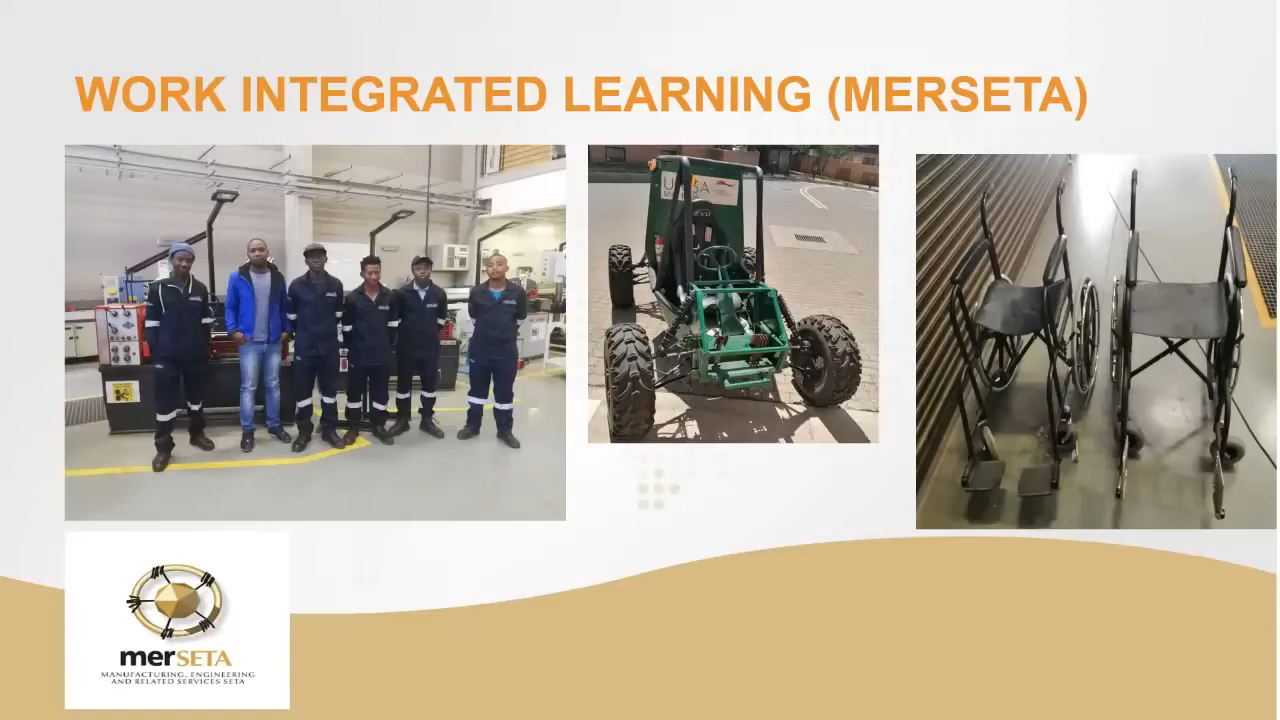 WORK INTEGRATED LEARNING (MERSETA)
merSETA
MANUFACTURING, ENGINEERING
AND RELATED SERVICES SETA